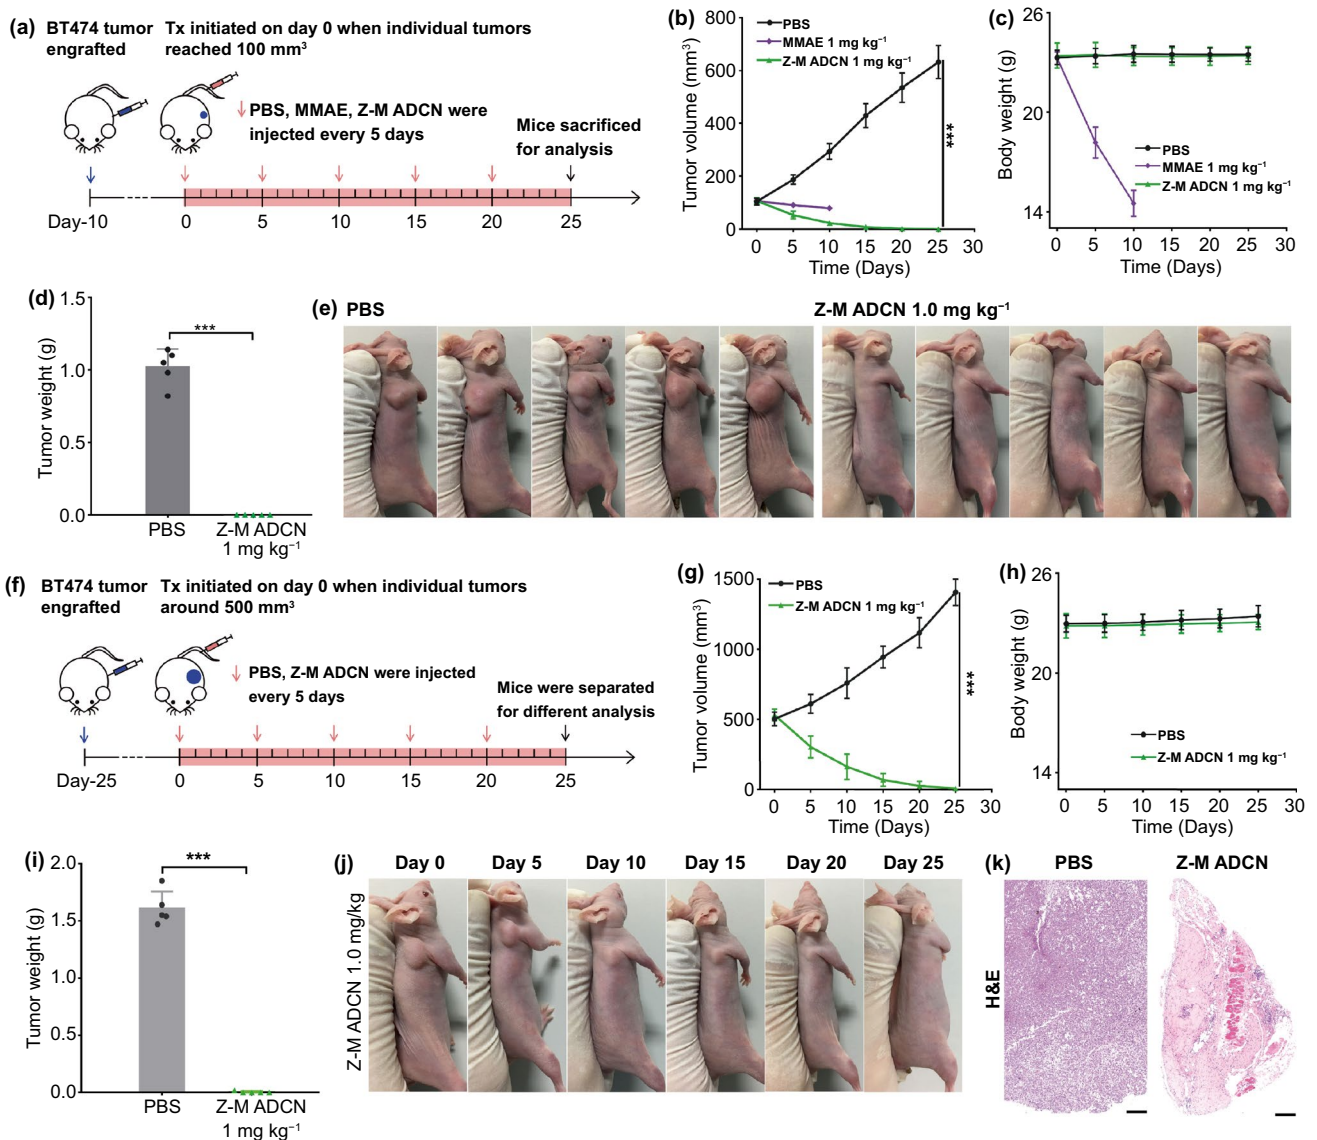 (a) BT474 tumor engrafted
Tx initiated on day 0 when individual tumors
reached 100 mm³
PBS, MMAE, Z-M ADCN were
injected every 5 days
Mice sacrificed
for analysis
Day-10 0 5 10 15 20 25
(b)
Tumor volume (mm³)
800
600
400
200
0
PBS
MMAE 1 mg kg⁻¹
Z-M ADCN 1 mg kg⁻¹
***
0 5 10 15 20 25 30
Time (Days)
(c)
Body weight (g)
26
20
14
PBS
MMAE 1 mg kg⁻¹
Z-M ADCN 1 mg kg⁻¹
0 5 10 15 20 25 30
Time (Days)
(d)
Tumor weight (g)
1.5
1.0
0.5
0.0
***
PBS Z-M ADCN
1 mg kg⁻¹
(e) PBS Z-M ADCN 1.0 mg kg⁻¹
(f) BT474 tumor
engrafted
Tx initiated on day 0 when individual tumors
around 500 mm³
PBS, Z-M ADCN were injected
every 5 days
Mice were separated
for different analysis
Day-25 0 5 10 15 20 25
(g)
Tumor volume (mm³)
1500
1000
500
0
PBS
Z-M ADCN 1 mg kg⁻¹
***
0 5 10 15 20 25 30
Time (Days)
(h)
Body weight (g)
26
20
14
PBS
Z-M ADCN 1 mg kg⁻¹
0 5 10 15 20 25 30
Time (Days)
(i)
Tumor weight (g)
2.0
1.5
1.0
0.5
0.0
***
PBS Z-M ADCN
1 mg kg⁻¹
(j) Day 0 Day 5 Day 10 Day 15 Day 20 Day 25
Z-M ADCN 1.0 mg/kg
(k) PBS Z-M ADCN
H&E